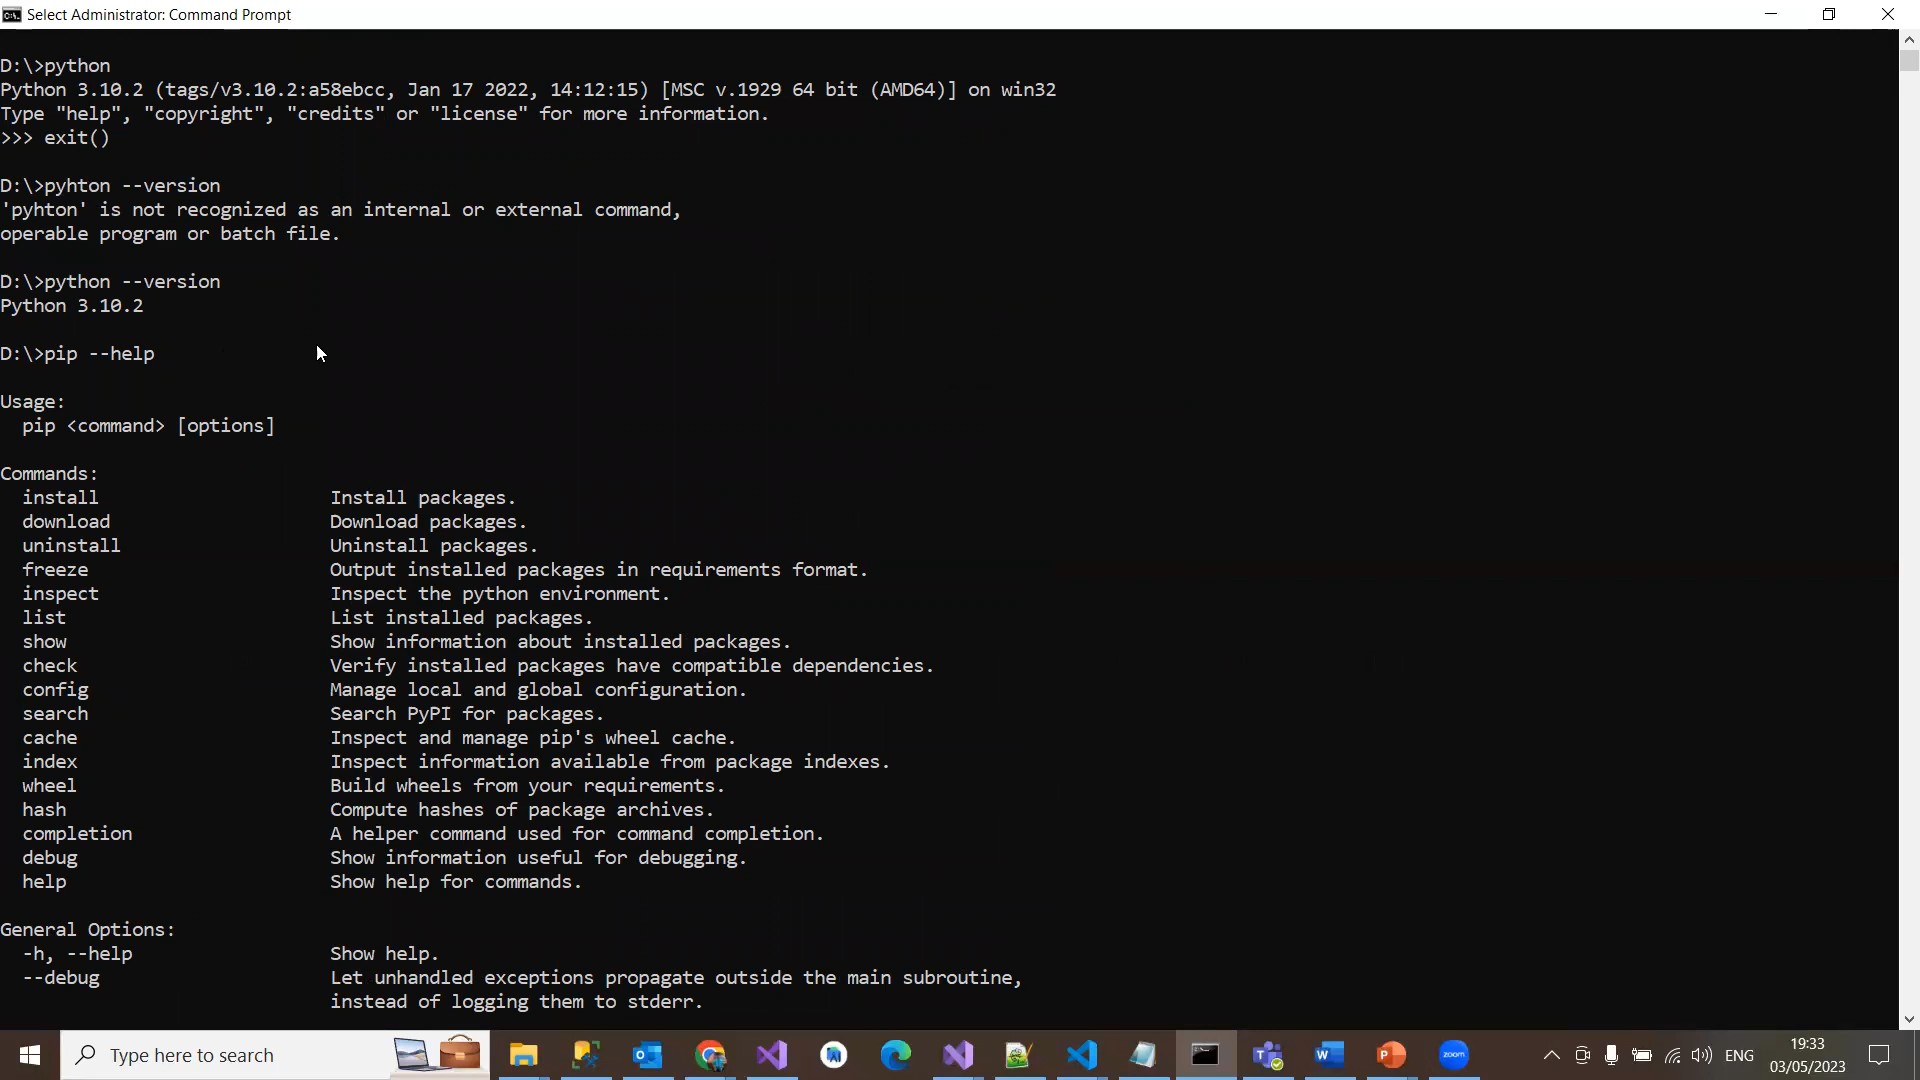 Select Administrator: Command Prompt
D:\>python
Python 3.10.2 (tags/v3.10.2:a58ebcc, Jan 17 2022, 14:12:15) [MSC v.1929 64 bit (AMD64)] on win32
Type "help", "copyright", "credits" or "license" for more information.
>>> exit()
D:\>pyhton --version
'pyhton' is not recognized as an internal or external command,
operable program or batch file.
D:\>python --version
Python 3.10.2
D:\>pip --help
Usage:
  pip <command> [options]
Commands:
  install                     Install packages.
  download                    Download packages.
  uninstall                   Uninstall packages.
  freeze                      Output installed packages in requirements format.
  inspect                     Inspect the python environment.
  list                        List installed packages.
  show                        Show information about installed packages.
  check                       Verify installed packages have compatible dependencies.
  config                      Manage local and global configuration.
  search                      Search PyPI for packages.
  cache                       Inspect and manage pip's wheel cache.
  index                       Inspect information available from package indexes.
  wheel                       Build wheels from your requirements.
  hash                        Compute hashes of package archives.
  completion                  A helper command used for command completion.
  debug                       Show information useful for debugging.
  help                        Show help for commands.
General Options:
  -h, --help                  Show help.
  --debug                     Let unhandled exceptions propagate outside the main subroutine,
                              instead of logging them to stderr.
Type here to search
zoom
ENG
19:33
03/05/2023